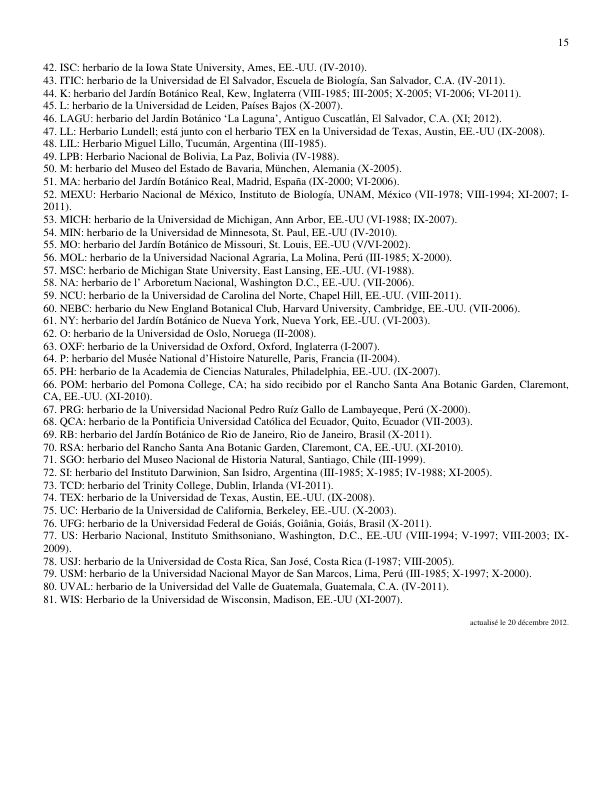 15
42. ISC: herbario de la Iowa State University, Ames, EE.-UU. (IV-2010).
43. ITIC: herbario de la Universidad de El Salvador, Escuela de Biología, San Salvador, C.A. (IV-2011).
44. K: herbario del Jardín Botánico Real, Kew, Inglaterra (VIII-1985; III-2005; X-2005; VI-2006; VI-2011).
45. L: herbario de la Universidad de Leiden, Países Bajos (X-2007).
46. LAGU: herbario del Jardín Botánico ‘La Laguna’, Antiguo Cuscatlán, El Salvador, C.A. (XI; 2012).
47. LL: Herbario Lundell; está junto con el herbario TEX en la Universidad de Texas, Austin, EE.-UU (IX-2008).
48. LIL: Herbario Miguel Lillo, Tucumán, Argentina (III-1985).
49. LPB: Herbario Nacional de Bolivia, La Paz, Bolivia (IV-1988).
50. M: herbario del Museo del Estado de Bavaria, München, Alemania (X-2005).
51. MA: herbario del Jardín Botánico Real, Madrid, España (IX-2000; VI-2006).
52. MEXU: Herbario Nacional de México, Instituto de Biología, UNAM, México (VII-1978; VIII-1994; XI-2007; I-
2011).
53. MICH: herbario de la Universidad de Michigan, Ann Arbor, EE.-UU (VI-1988; IX-2007).
54. MIN: herbario de la Universidad de Minnesota, St. Paul, EE.-UU (IV-2010).
55. MO: herbario del Jardín Botánico de Missouri, St. Louis, EE.-UU (V/VI-2002).
56. MOL: herbario de la Universidad Nacional Agraria, La Molina, Perú (III-1985; X-2000).
57. MSC: herbario de Michigan State University, East Lansing, EE.-UU. (VI-1988).
58. NA: herbario de l’ Arboretum Nacional, Washington D.C., EE.-UU. (VII-2006).
59. NCU: herbario de la Universidad de Carolina del Norte, Chapel Hill, EE.-UU. (VIII-2011).
60. NEBC: herbario du New England Botanical Club, Harvard University, Cambridge, EE.-UU. (VII-2006).
61. NY: herbario del Jardín Botánico de Nueva York, Nueva York, EE.-UU. (VI-2003).
62. O: herbario de la Universidad de Oslo, Noruega (II-2008).
63. OXF: herbario de la Universidad de Oxford, Oxford, Inglaterra (I-2007).
64. P: herbario del Musée National d’Histoire Naturelle, Paris, Francia (II-2004).
65. PH: herbario de la Academia de Ciencias Naturales, Philadelphia, EE.-UU. (IX-2007).
66. POM: herbario del Pomona College, CA; ha sido recibido por el Rancho Santa Ana Botanic Garden, Claremont,
CA, EE.-UU. (XI-2010).
67. PRG: herbario de la Universidad Nacional Pedro Ruíz Gallo de Lambayeque, Perú (X-2000).
68. QCA: herbario de la Pontificia Universidad Católica del Ecuador, Quito, Ecuador (VII-2003).
69. RB: herbario del Jardín Botánico de Rio de Janeiro, Rio de Janeiro, Brasil (X-2011).
70. RSA: herbario del Rancho Santa Ana Botanic Garden, Claremont, CA, EE.-UU. (XI-2010).
71. SGO: herbario del Museo Nacional de Historia Natural, Santiago, Chile (III-1999).
72. SI: herbario del Instituto Darwinion, San Isidro, Argentina (III-1985; X-1985; IV-1988; XI-2005).
73. TCD: herbario del Trinity College, Dublin, Irlanda (VI-2011).
74. TEX: herbario de la Universidad de Texas, Austin, EE.-UU. (IX-2008).
75. UC: Herbario de la Universidad de California, Berkeley, EE.-UU. (X-2003).
76. UFG: herbario de la Universidad Federal de Goiás, Goiânia, Goiás, Brasil (X-2011).
77. US: Herbario Nacional, Instituto Smithsoniano, Washington, D.C., EE.-UU (VIII-1994; V-1997, VIII-2003; IX-
2009).
78. USJ: herbario de la Universidad de Costa Rica, San José, Costa Rica (I-1987; VIII-2005).
79. USM: herbario de la Universidad Nacional Mayor de San Marcos, Lima, Perú (III-1985; X-1997; X-2000).
80. UVAL: herbario de la Universidad del Valle de Guatemala, Guatemala, C.A. (IV-2011).
81. WIS: Herbario de la Universidad de Wisconsin, Madison, EE.-UU (XI-2007).
actualisé le 20 décembre 2012.